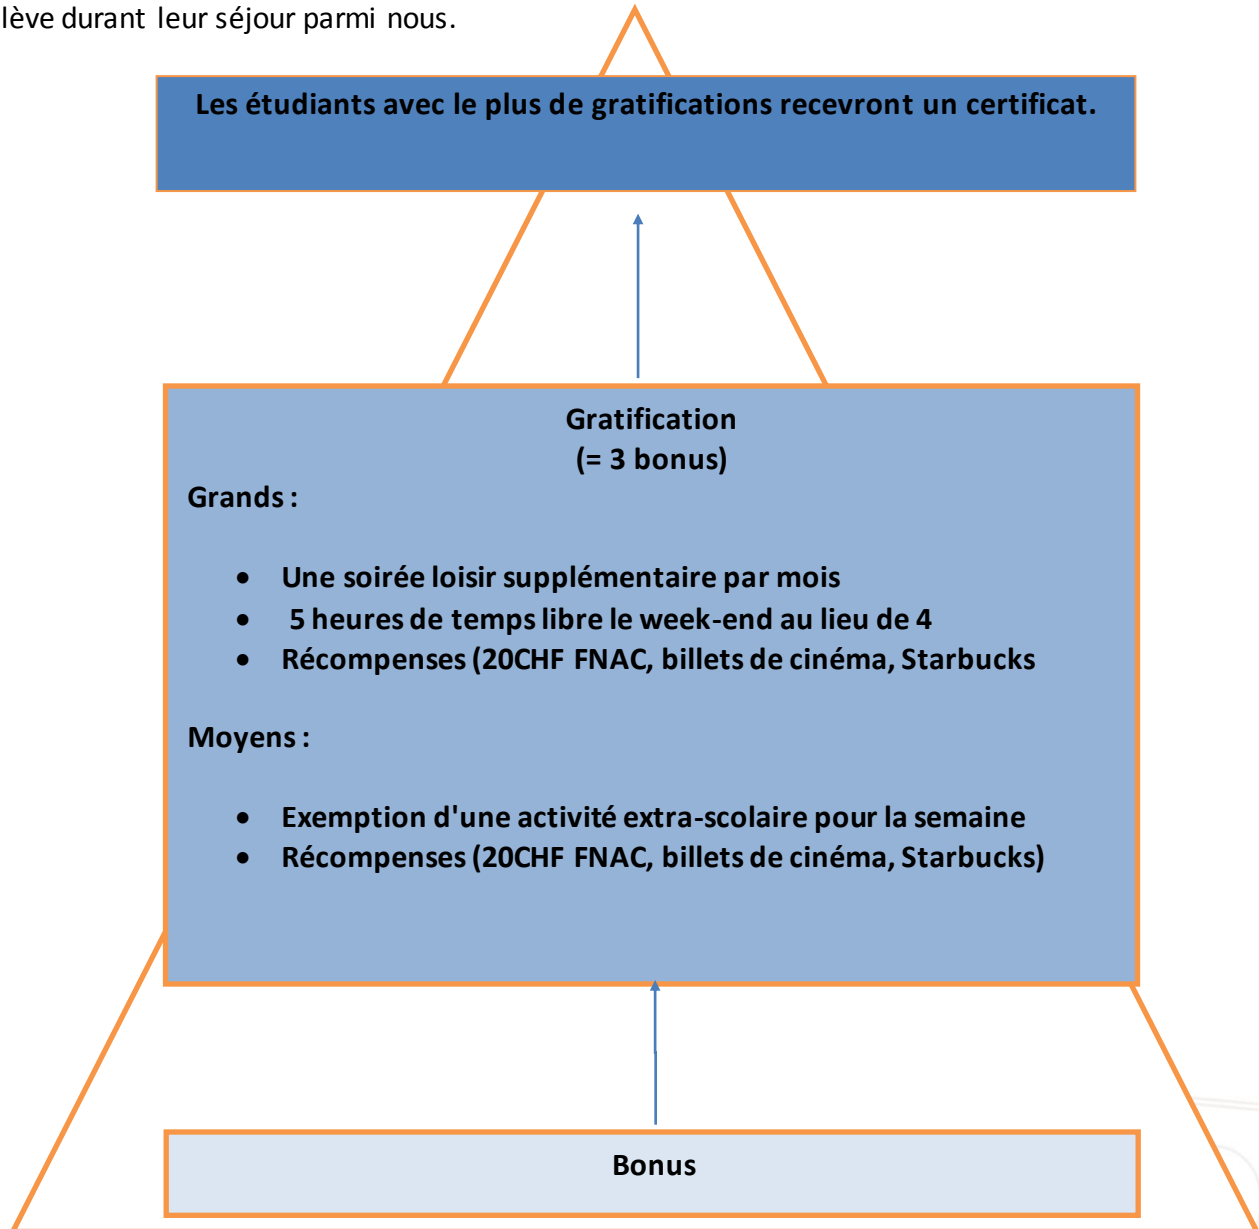 lève durant leur séjour parmi nous.
Les étudiants avec le plus de gratifications recevront un certificat.
Gratification
(= 3 bonus)
Grands :
• Une soirée loisir supplémentaire par mois
• 5 heures de temps libre le week-end au lieu de 4
• Récompenses (20CHF FNAC, billets de cinéma, Starbucks
Moyens :
• Exemption d'une activité extra-scolaire pour la semaine
• Récompenses (20CHF FNAC, billets de cinéma, Starbucks)
Bonus